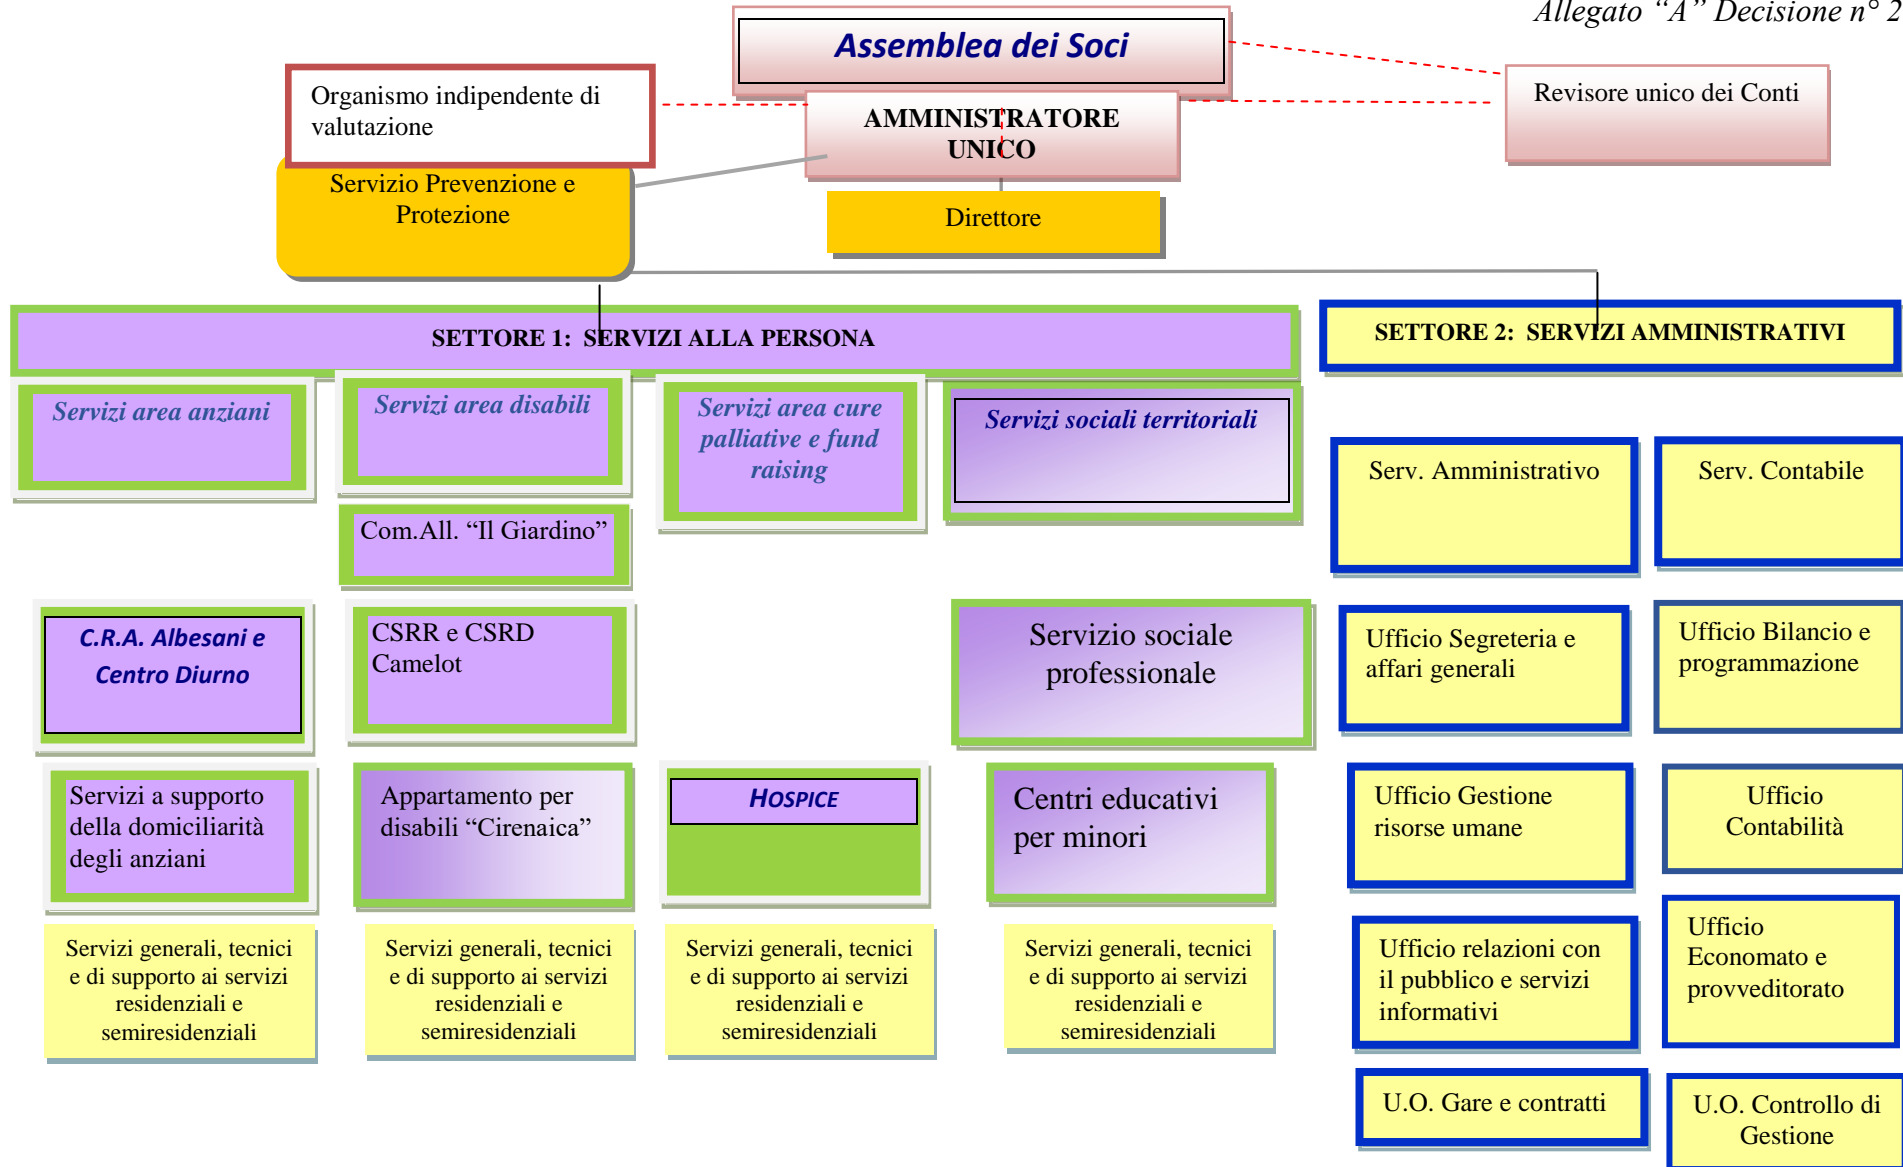 Allegato “A” Decisione n° 2
Assemblea dei Soci
Organismo indipendente di
valutazione
Revisore unico dei Conti
AMMINISTRATORE
UNICO
Servizio Prevenzione e
Protezione
Direttore
SETTORE 1: SERVIZI ALLA PERSONA
SETTORE 2: SERVIZI AMMINISTRATIVI
Servizi area anziani
Servizi area disabili
Servizi area cure
palliative e fund
raising
Servizi sociali territoriali
Serv. Amministrativo
Serv. Contabile
Com.All. “Il Giardino”
C.R.A. Albesani e
Centro Diurno
CSRR e CSRD
Camelot
Servizio sociale
professionale
Ufficio Segreteria e
affari generali
Ufficio Bilancio e
programmazione
Servizi a supporto
della domiciliarità
degli anziani
Appartamento per
disabili “Cirenaica”
HOSPICE
Centri educativi
per minori
Ufficio Gestione
risorse umane
Ufficio
Contabilità
Servizi generali, tecnici
e di supporto ai servizi
residenziali e
semiresidenziali
Servizi generali, tecnici
e di supporto ai servizi
residenziali e
semiresidenziali
Servizi generali, tecnici
e di supporto ai servizi
residenziali e
semiresidenziali
Servizi generali, tecnici
e di supporto ai servizi
residenziali e
semiresidenziali
Ufficio relazioni con
il pubblico e servizi
informativi
Ufficio
Economato e
provveditorato
U.O. Gare e contratti
U.O. Controllo di
Gestione